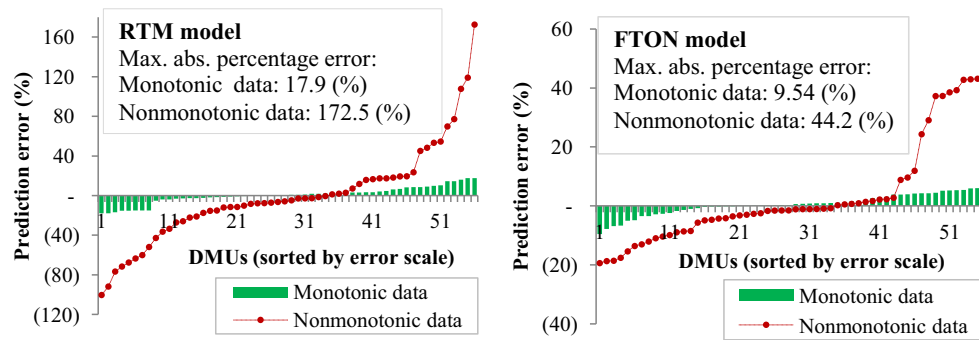 RTM model
Max. abs. percentage error:
Monotonic data: 17.9 (%)
Nonmonotonic data: 172.5 (%)
Prediction error (%)
160
120
80
40
-
(40)
(80)
(120)
1 11 21 31 41 51
DMUs (sorted by error scale)
Monotonic data
Nonmonotonic data
FTON model
Max. abs. percentage error:
Monotonic data: 9.54 (%)
Nonmonotonic data: 44.2 (%)
Prediction error (%)
60
40
20
-
(20)
(40)
1 11 21 31 41 51
DMUs (sorted by error scale)
Monotonic data
Nonmonotonic data